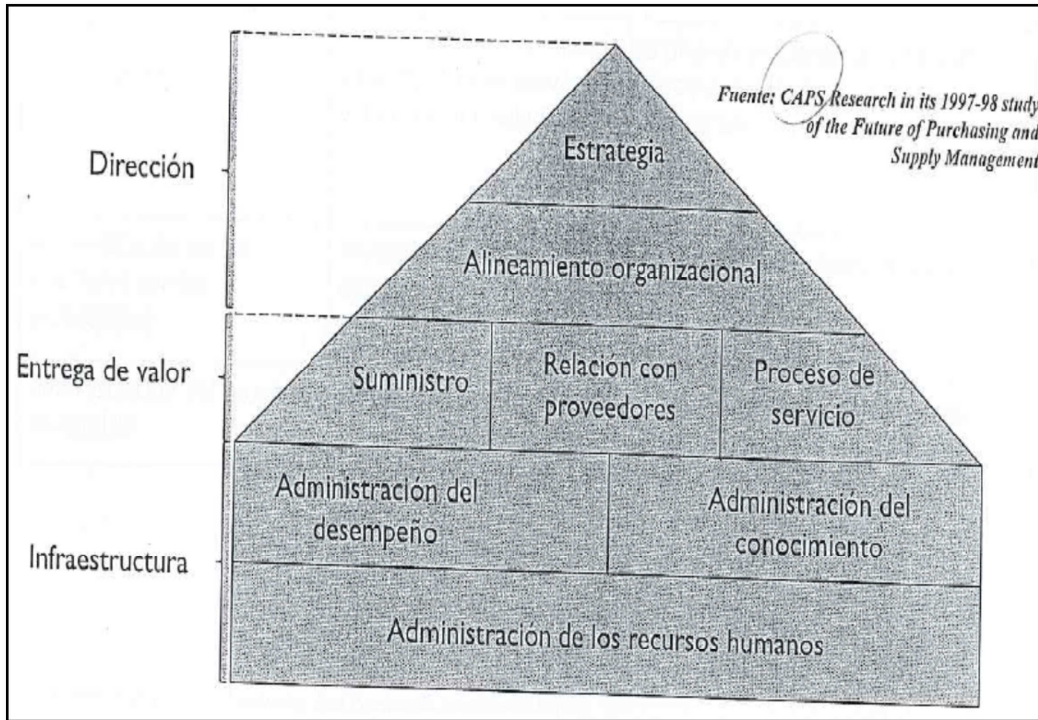 Fuente: CAPS Research in its 1997-98 study
of the Future of Purchasing and
Supply Management
Dirección
Estrategia
Alineamiento organizacional
Entrega de valor
Suministro
Relación con
proveedores
Proceso de
servicio
Infraestructura
Administración del
desempeño
Administración del
conocimiento
Administración de los recursos humanos